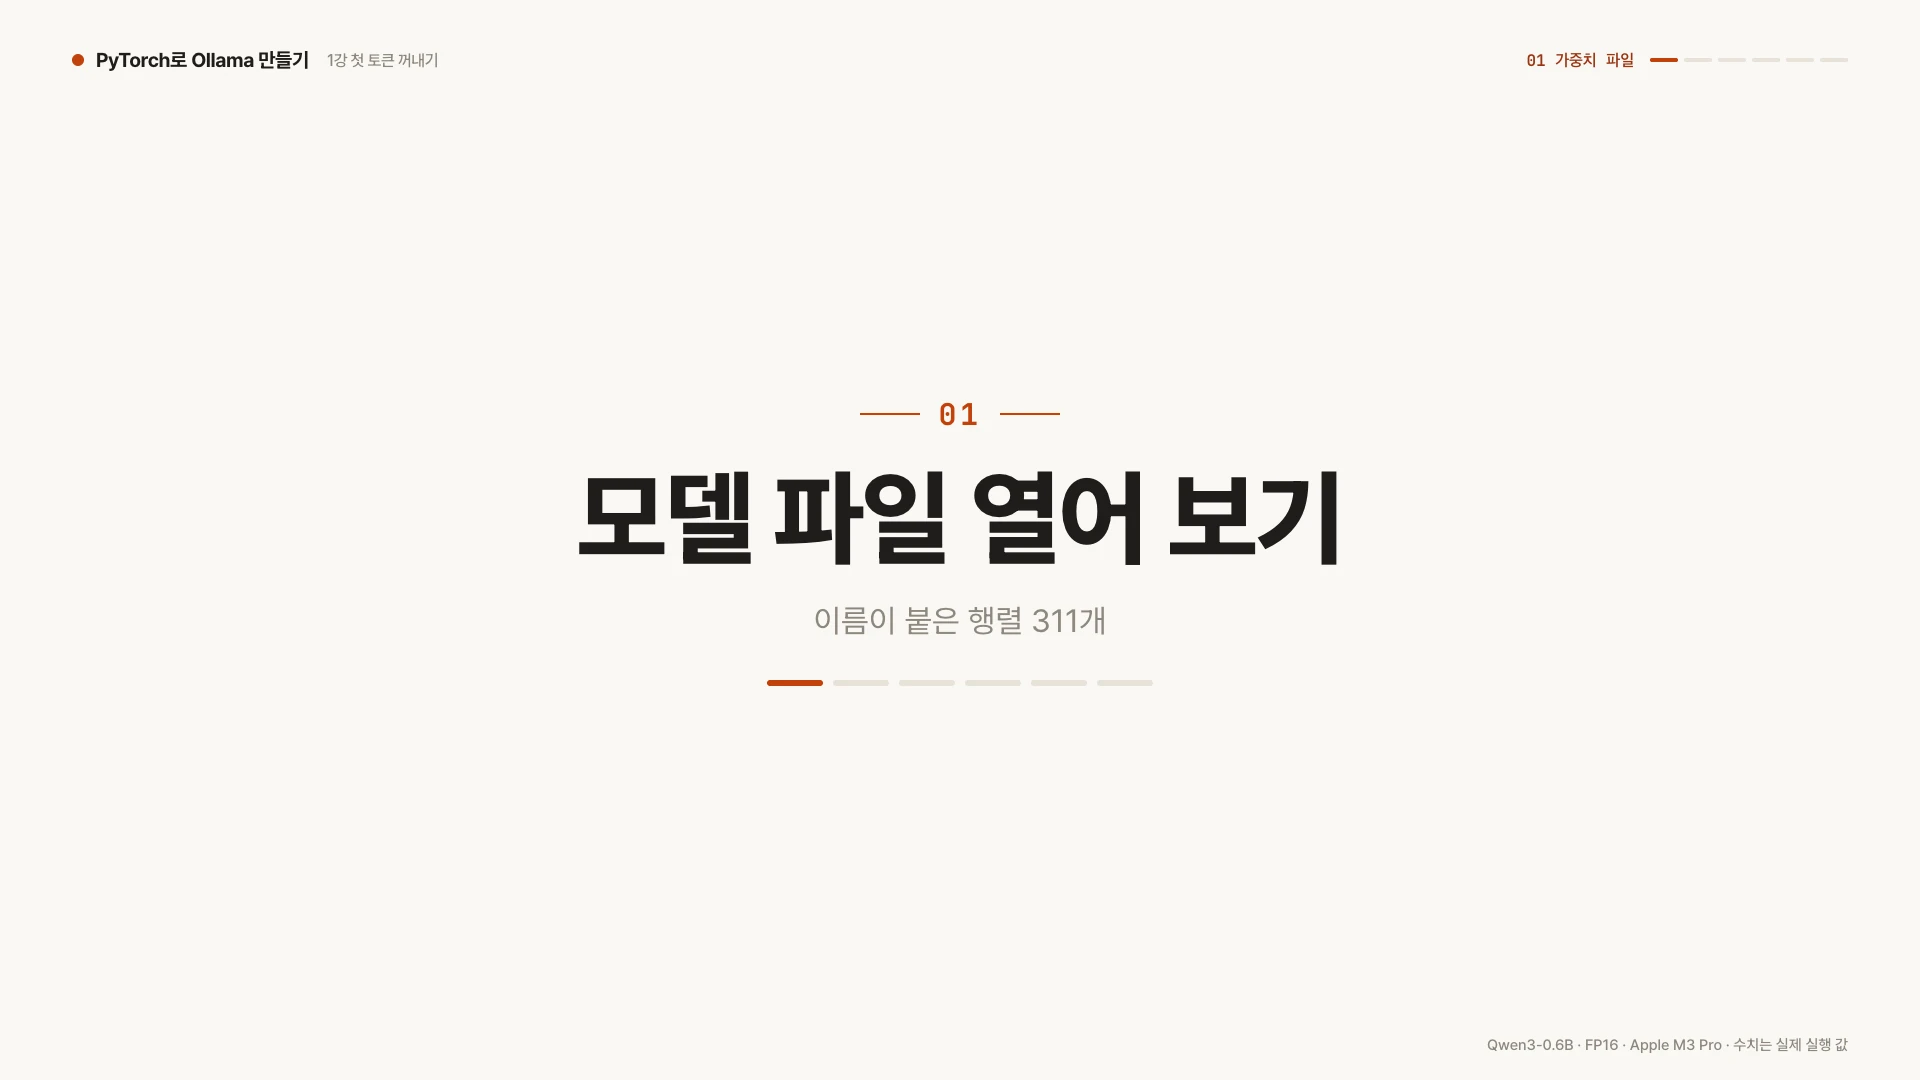 PyTorch로 Ollama 만들기 1강 첫 토큰 꺼내기
01 가중치 파일
01
모델 파일 열어 보기
이름이 붙은 행렬 311개
Qwen3-0.6B · FP16 · Apple M3 Pro · 수치는 실제 실행 값